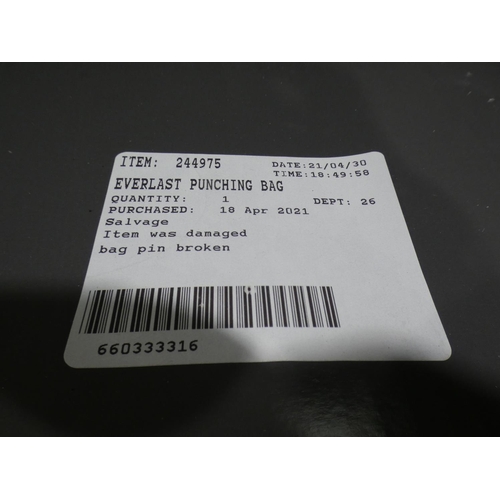 ITEM: 244975 DATE:21/04/30
TIME:18:49:58
EVERLAST PUNCHING BAG
QUANTITY: 1 DEPT: 26
PURCHASED: 18 Apr 2021
Salvage
Item was damaged
bag pin broken
660333316